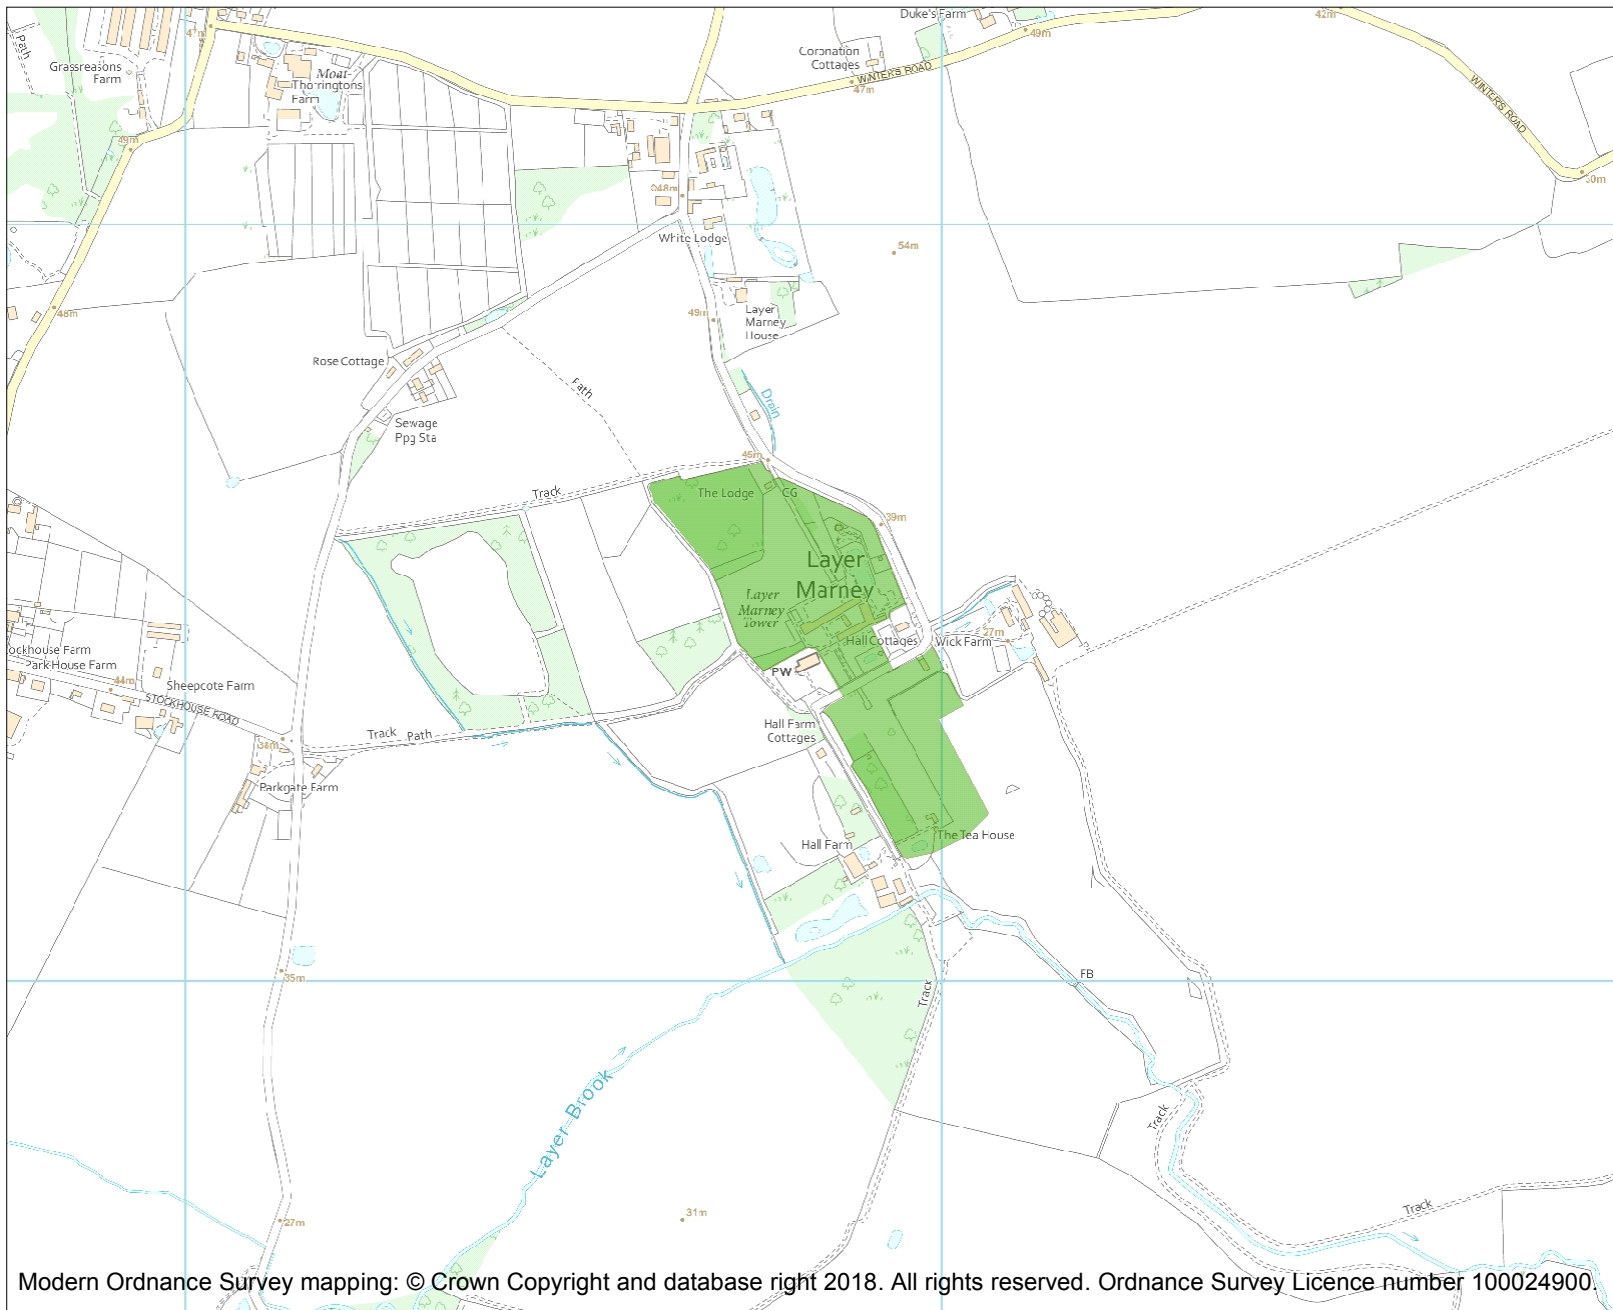 Duke's Farm
42m
47m
49m
Path
Coronation
Cottages
Grassreasons
Farm
Moat
Thorringtons
Farm
WINTERS ROAD
47m
WINTERS ROAD
49m
50m
48m
White Lodge
54m
48m
49m
Layer
Marney
House
Rose Cottage
Path
Drain
Sewage
Ppg Sta
45m
Track
The Lodge
CG
39m
Layer
Marney
Layer
Marney
Tower
Hall Cottages
Wick Farm
27m
ockhouse Farm
Park House Farm
PW
44m
Sheepcote Farm
STOCKHOUSE ROAD
Hall Farm
Cottages
Track
Path
38m
Parkgate Farm
The Tea House
Hall Farm
35m
FB
Track
Layer Brook
Track
Track
27m
31m
Modern Ordnance Survey mapping: © Crown Copyright and database right 2018. All rights reserved. Ordnance Survey Licence number 100024900.